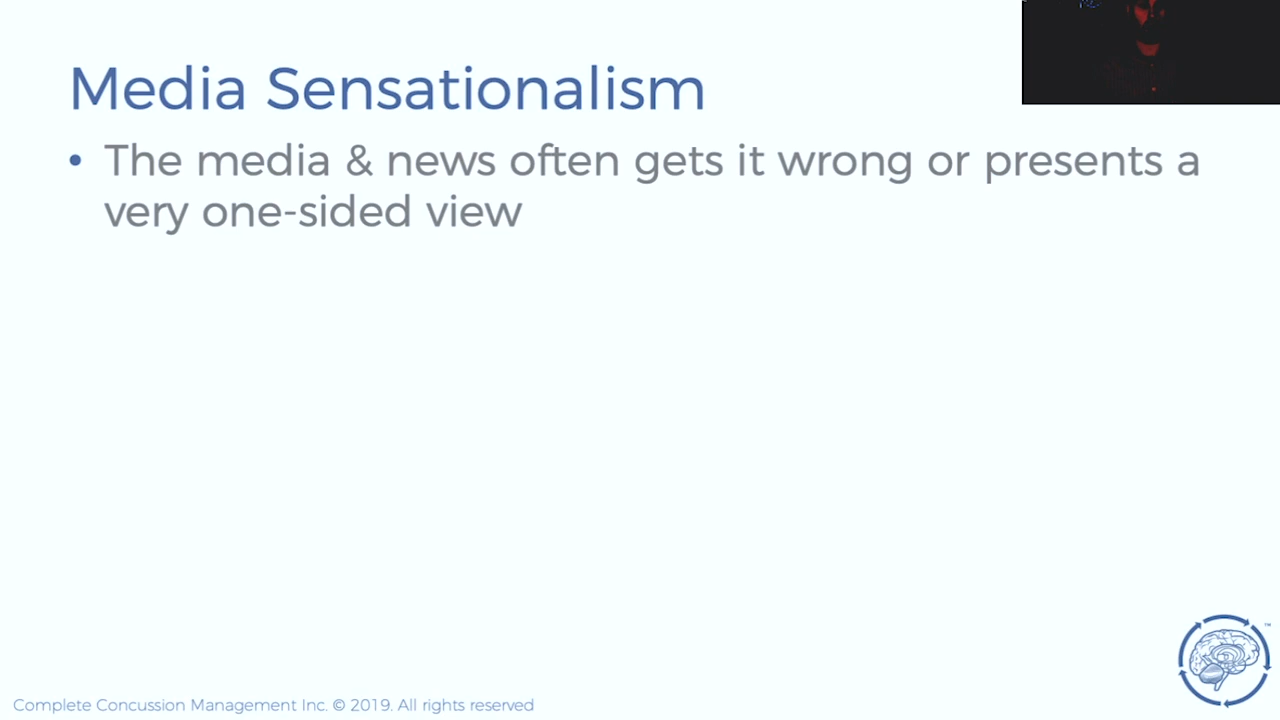 Media Sensationalism
• The media & news often gets it wrong or presents a
very one-sided view
TM
Complete Concussion Management Inc. © 2019. All rights reserved